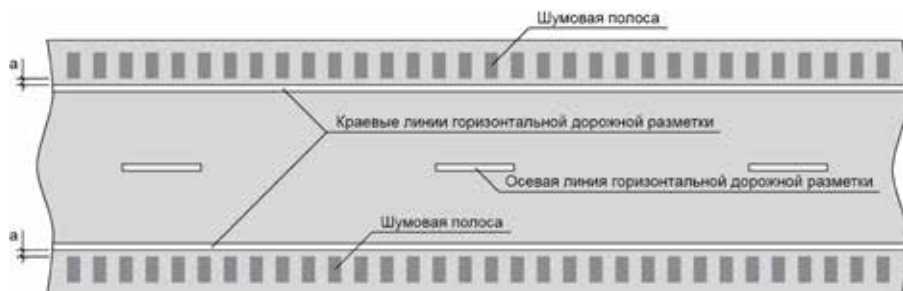 Шумовая полоса
а
Краевые линии горизонтальной дорожной разметки
Осевая линия горизонтальной дорожной разметки
Шумовая полоса
а